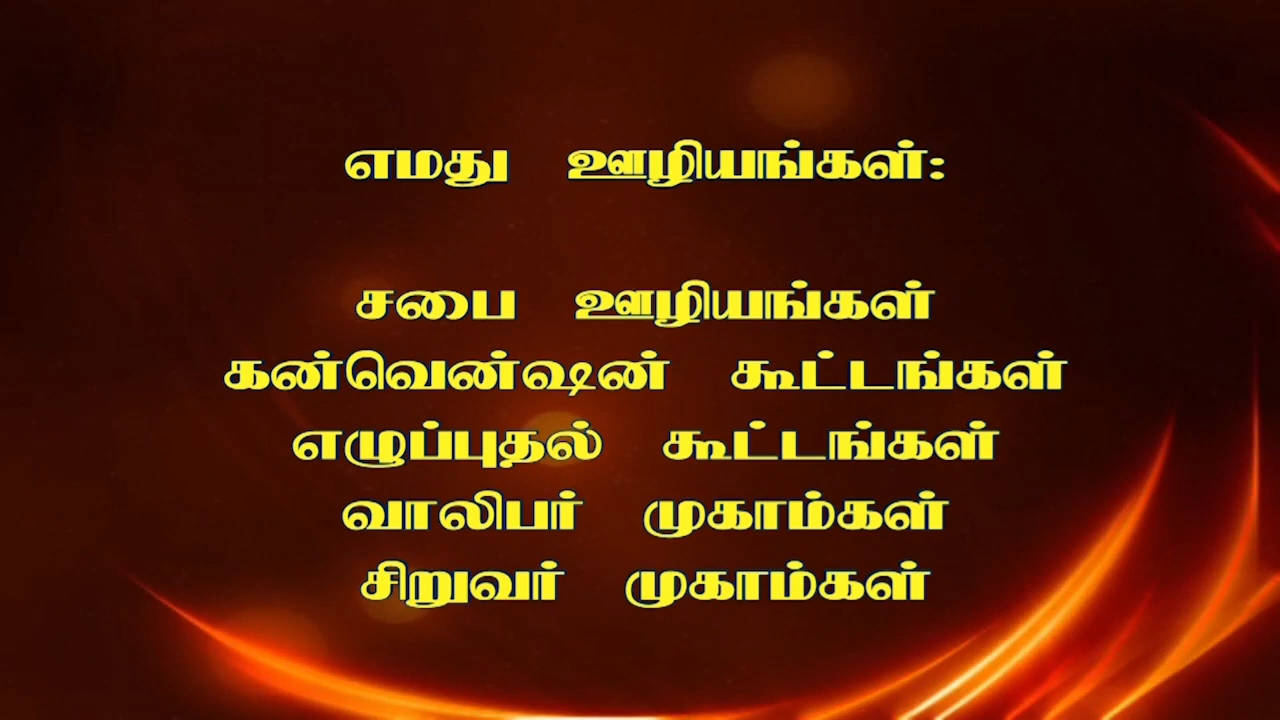 எமது ஊழியங்கள்:
சபை ஊழியங்கள்
கன்வென்ஷன் கூட்டங்கள்
எழுப்புதல் கூட்டங்கள்
வாலிபர் முகாம்கள்
சிறுவர் முகாம்கள்